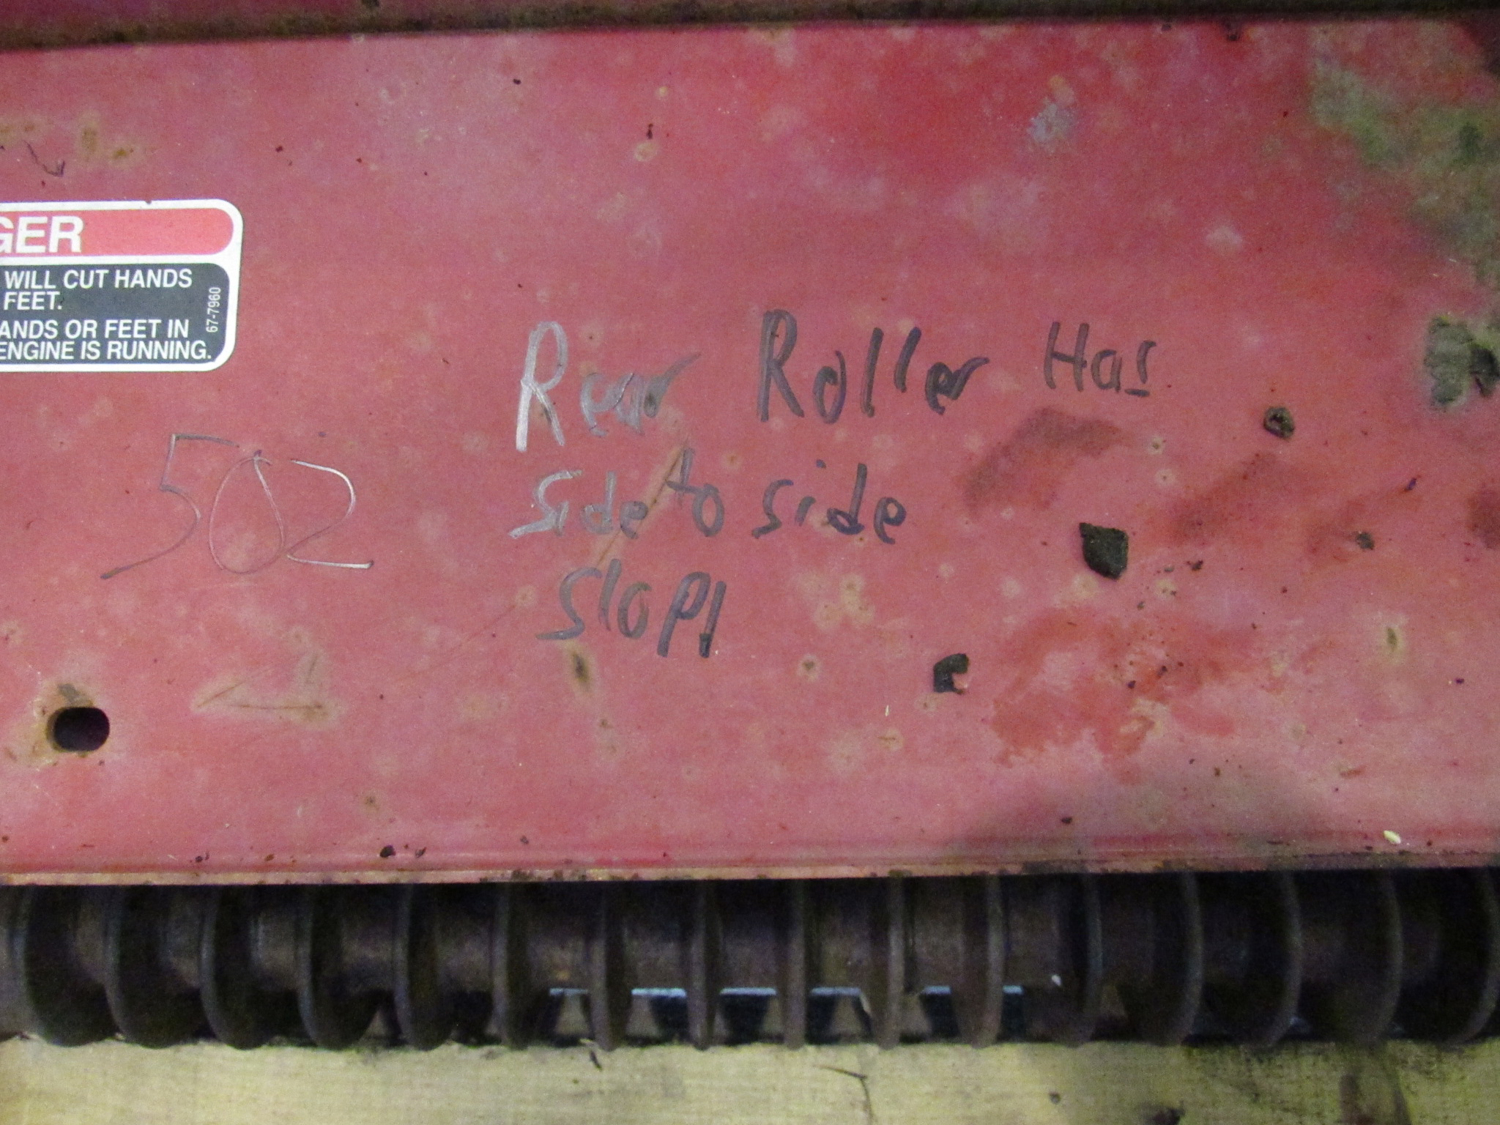 GER
WILL CUT HANDS
FEET.
ANDS OR FEET IN
ENGINE IS RUNNING.
67-7960
Rear Roller Has
side to side
slop
502